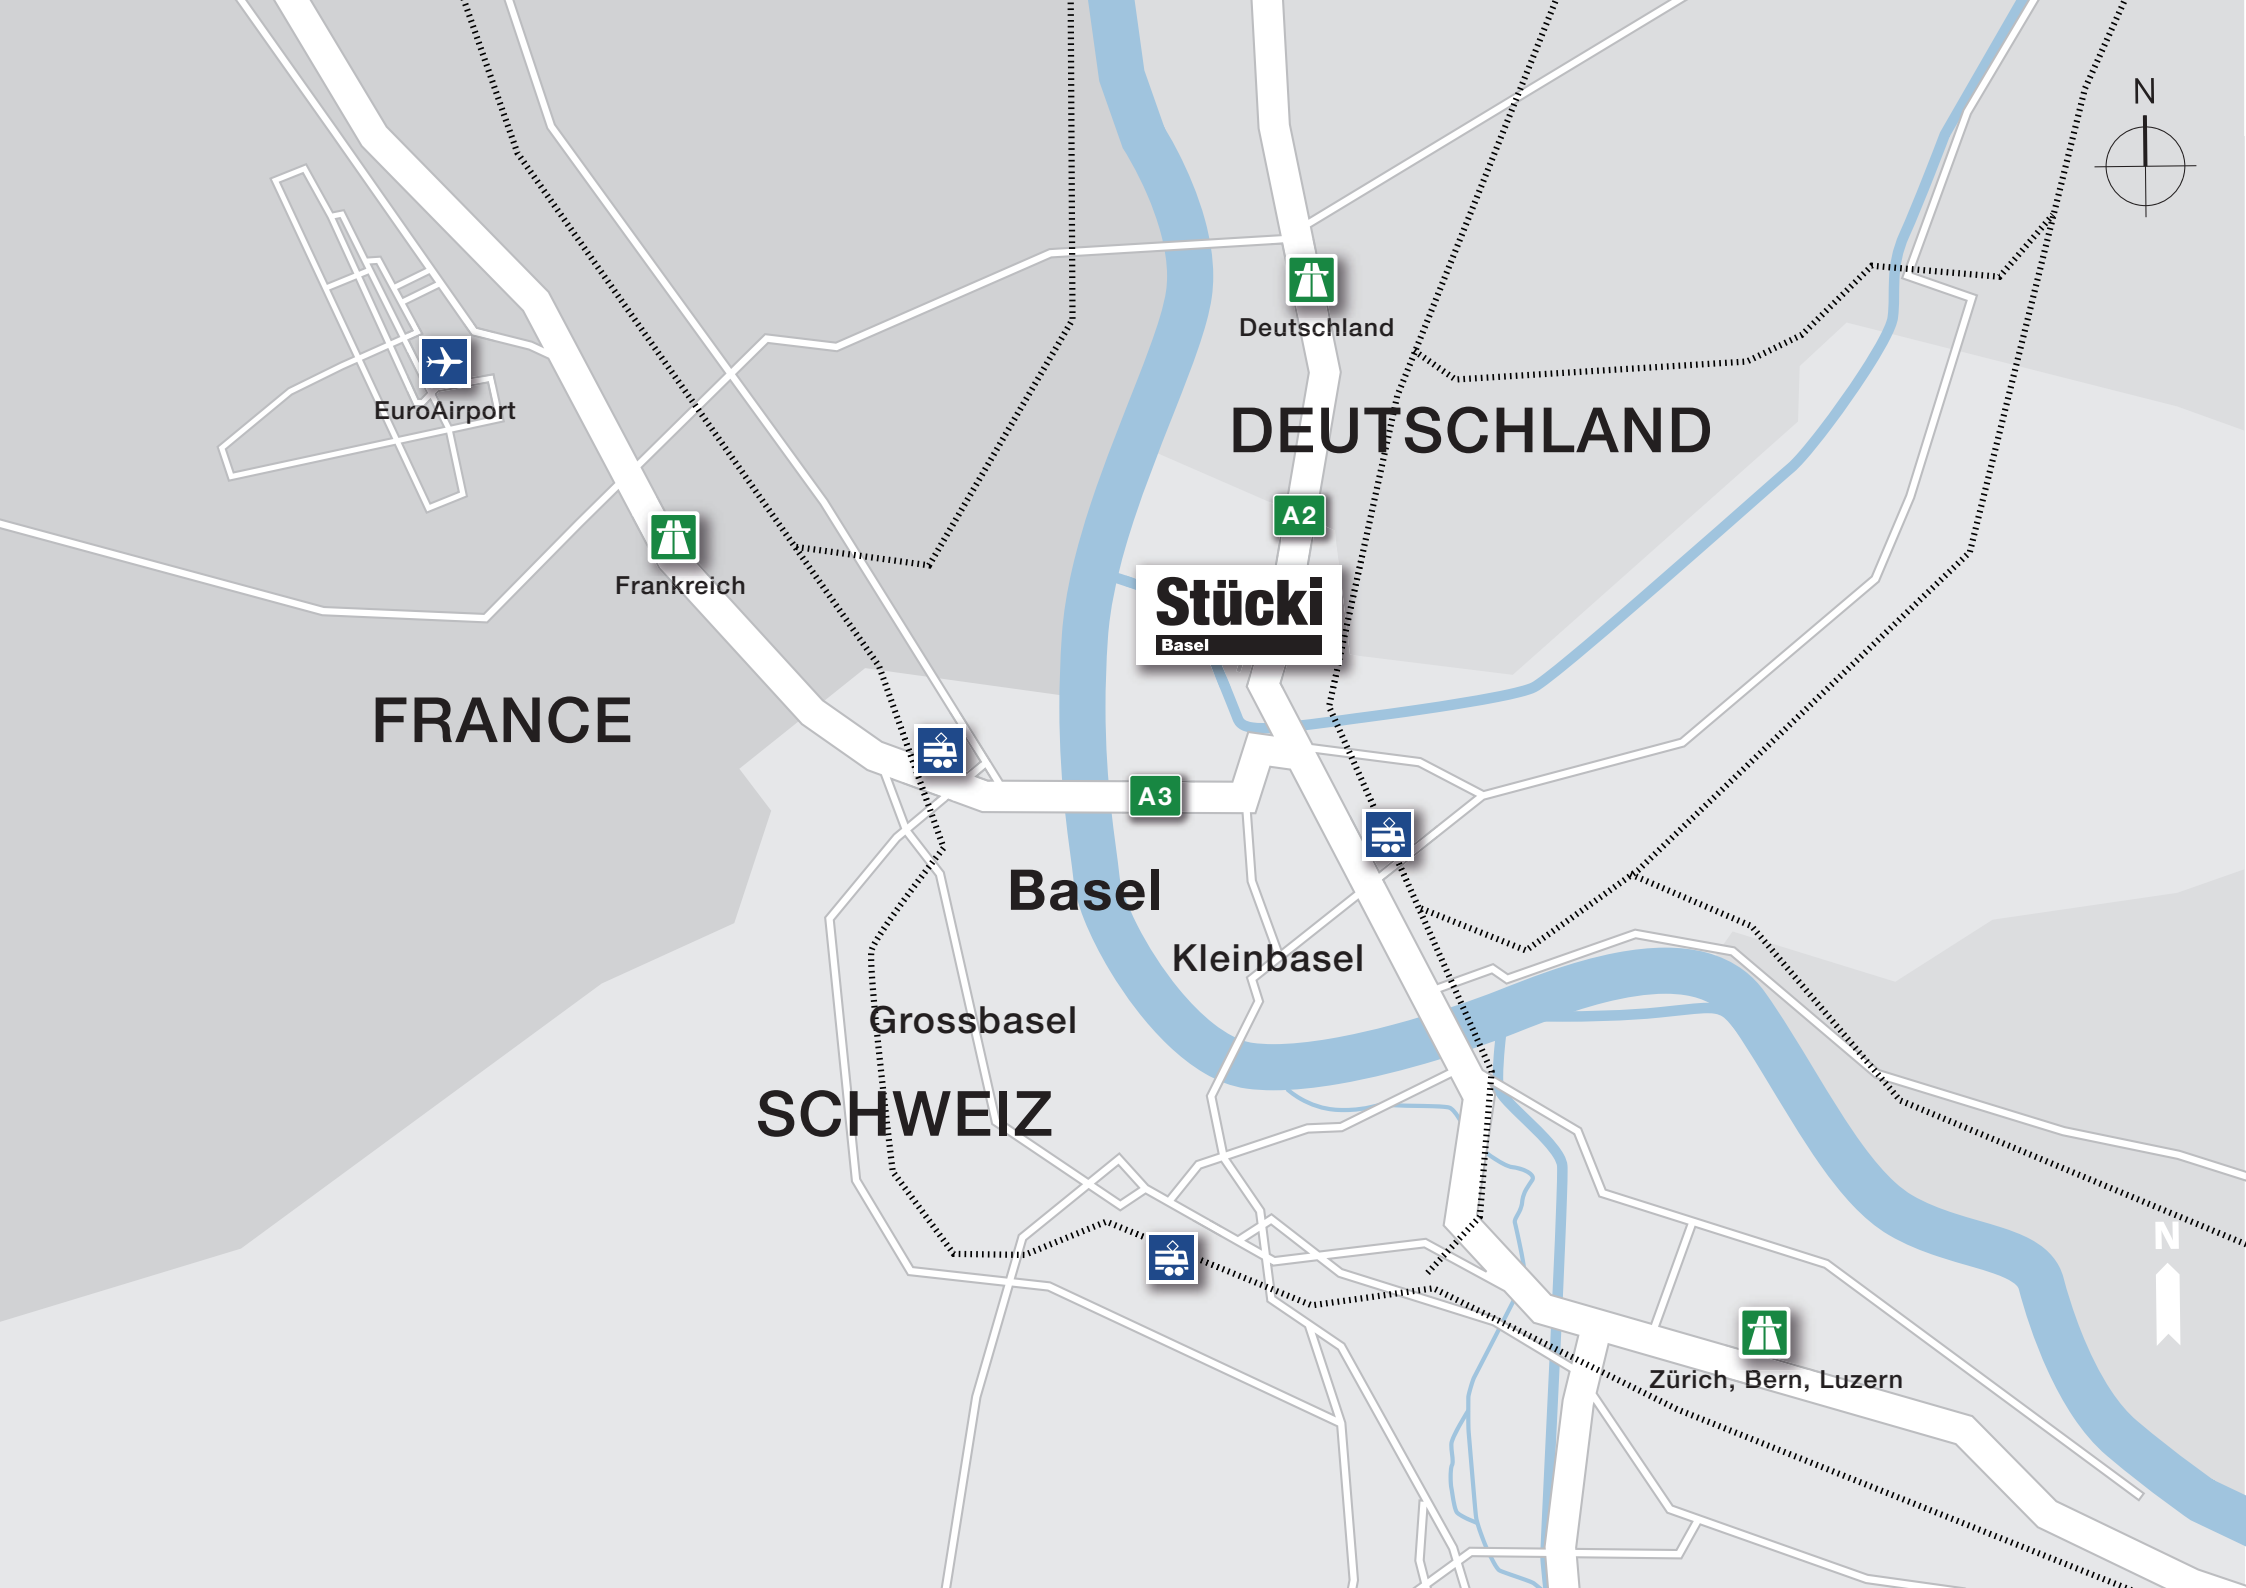 N
Deutschland
EuroAirport
DEUTSCHLAND
A2
Frankreich
Stücki
Basel
FRANCE
A3
Basel
Kleinbasel
Grossbasel
SCHWEIZ
N
Zürich, Bern, Luzern